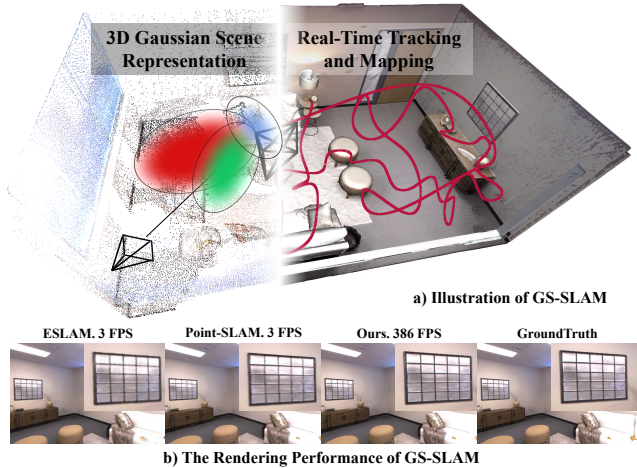 3D Gaussian Scene
Representation
Real-Time Tracking
and Mapping
a) Illustration of GS-SLAM
ESLAM. 3 FPS
Point-SLAM. 3 FPS
Ours. 386 FPS
GroundTruth
b) The Rendering Performance of GS-SLAM